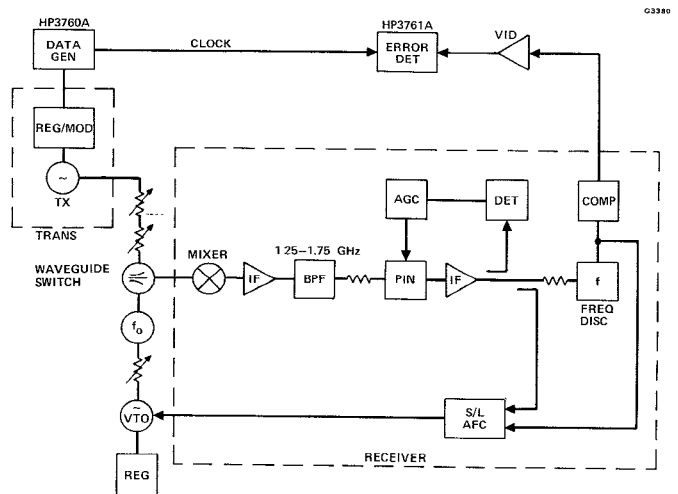 G3380
HP3760A
DATA
GEN
CLOCK
HP3761A
ERROR
DET
VID
REG/MOD
~
TX
TRANS
COMP
AGC
DET
MIXER
1 25–1.75 GHz
IF
BPF
PIN
IF
f
FREQ
DISC
WAVEGUIDE
SWITCH
fo
~
VTO
S/L
AFC
RECEIVER
REG